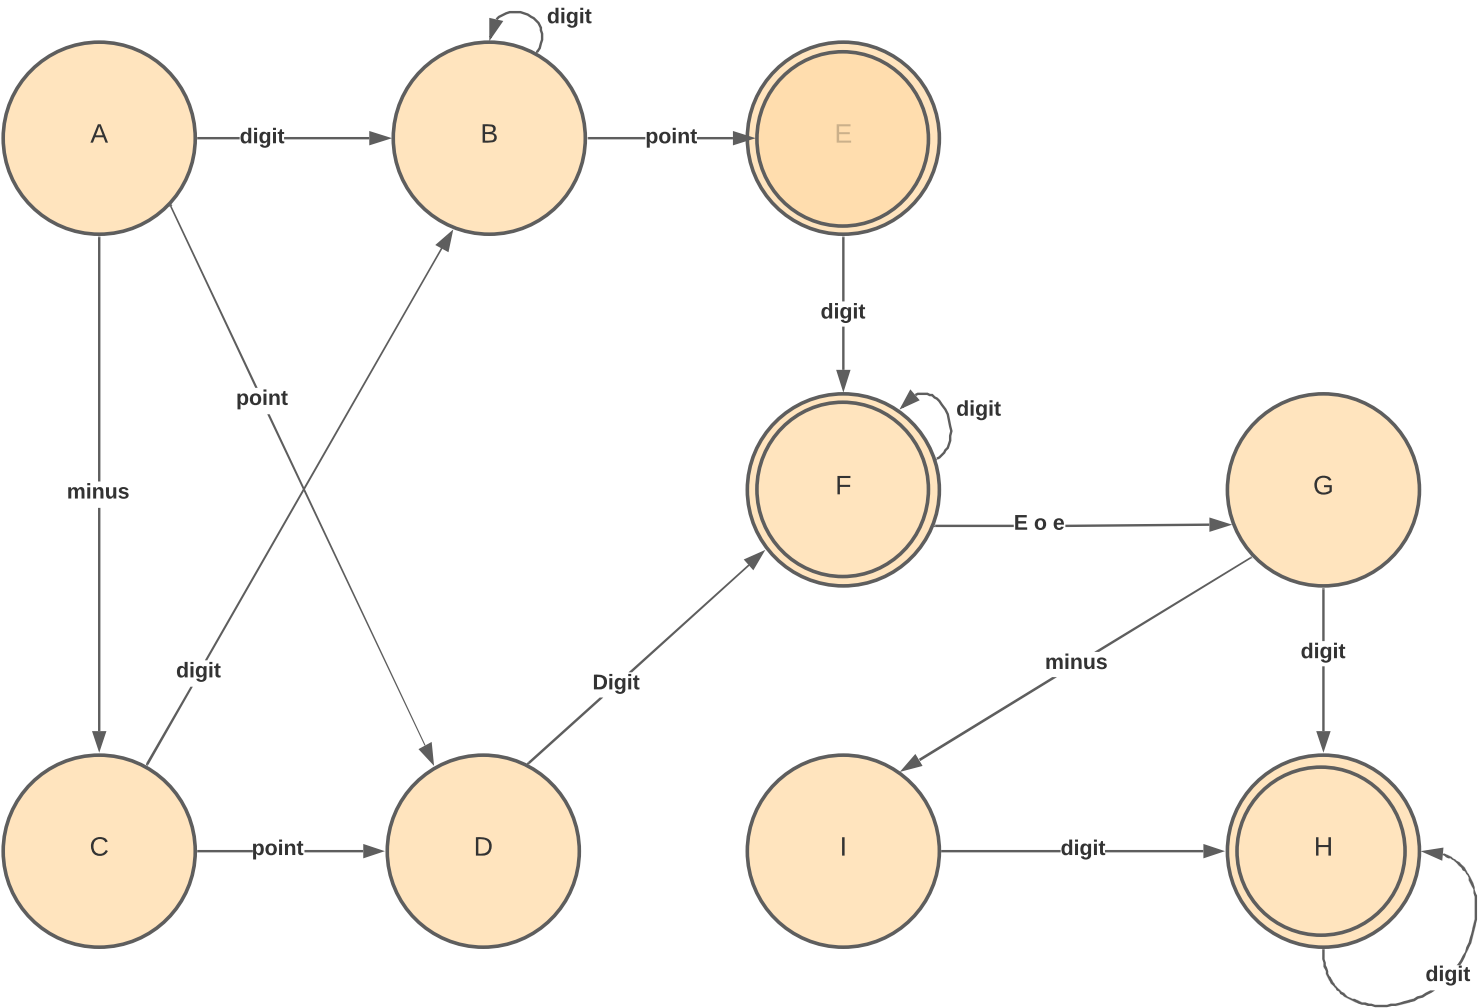 digit
A
digit
B
point
E
digit
point
digit
minus
F
E o e
G
digit
Digit
minus
digit
C
point
D
I
digit
H
digit